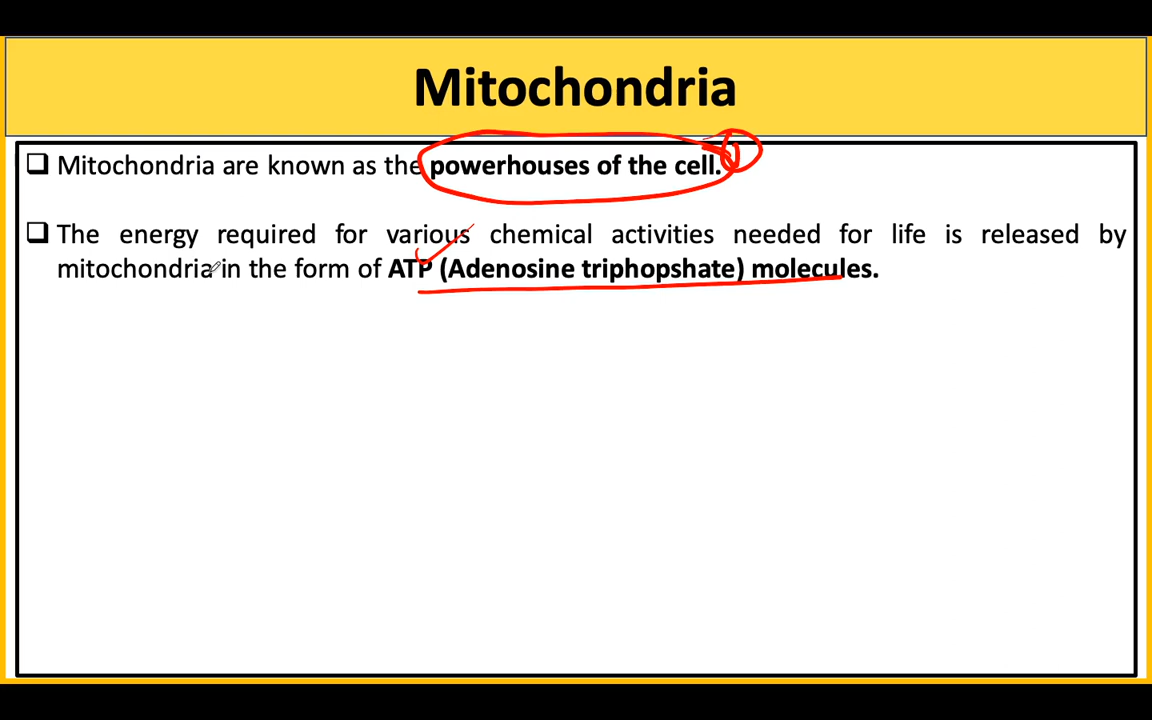 Mitochondria
❑ Mitochondria are known as the powerhouses of the cell.
❑ The energy required for various chemical activities needed for life is released by
mitochondria in the form of ATP (Adenosine triphopshate) molecules.